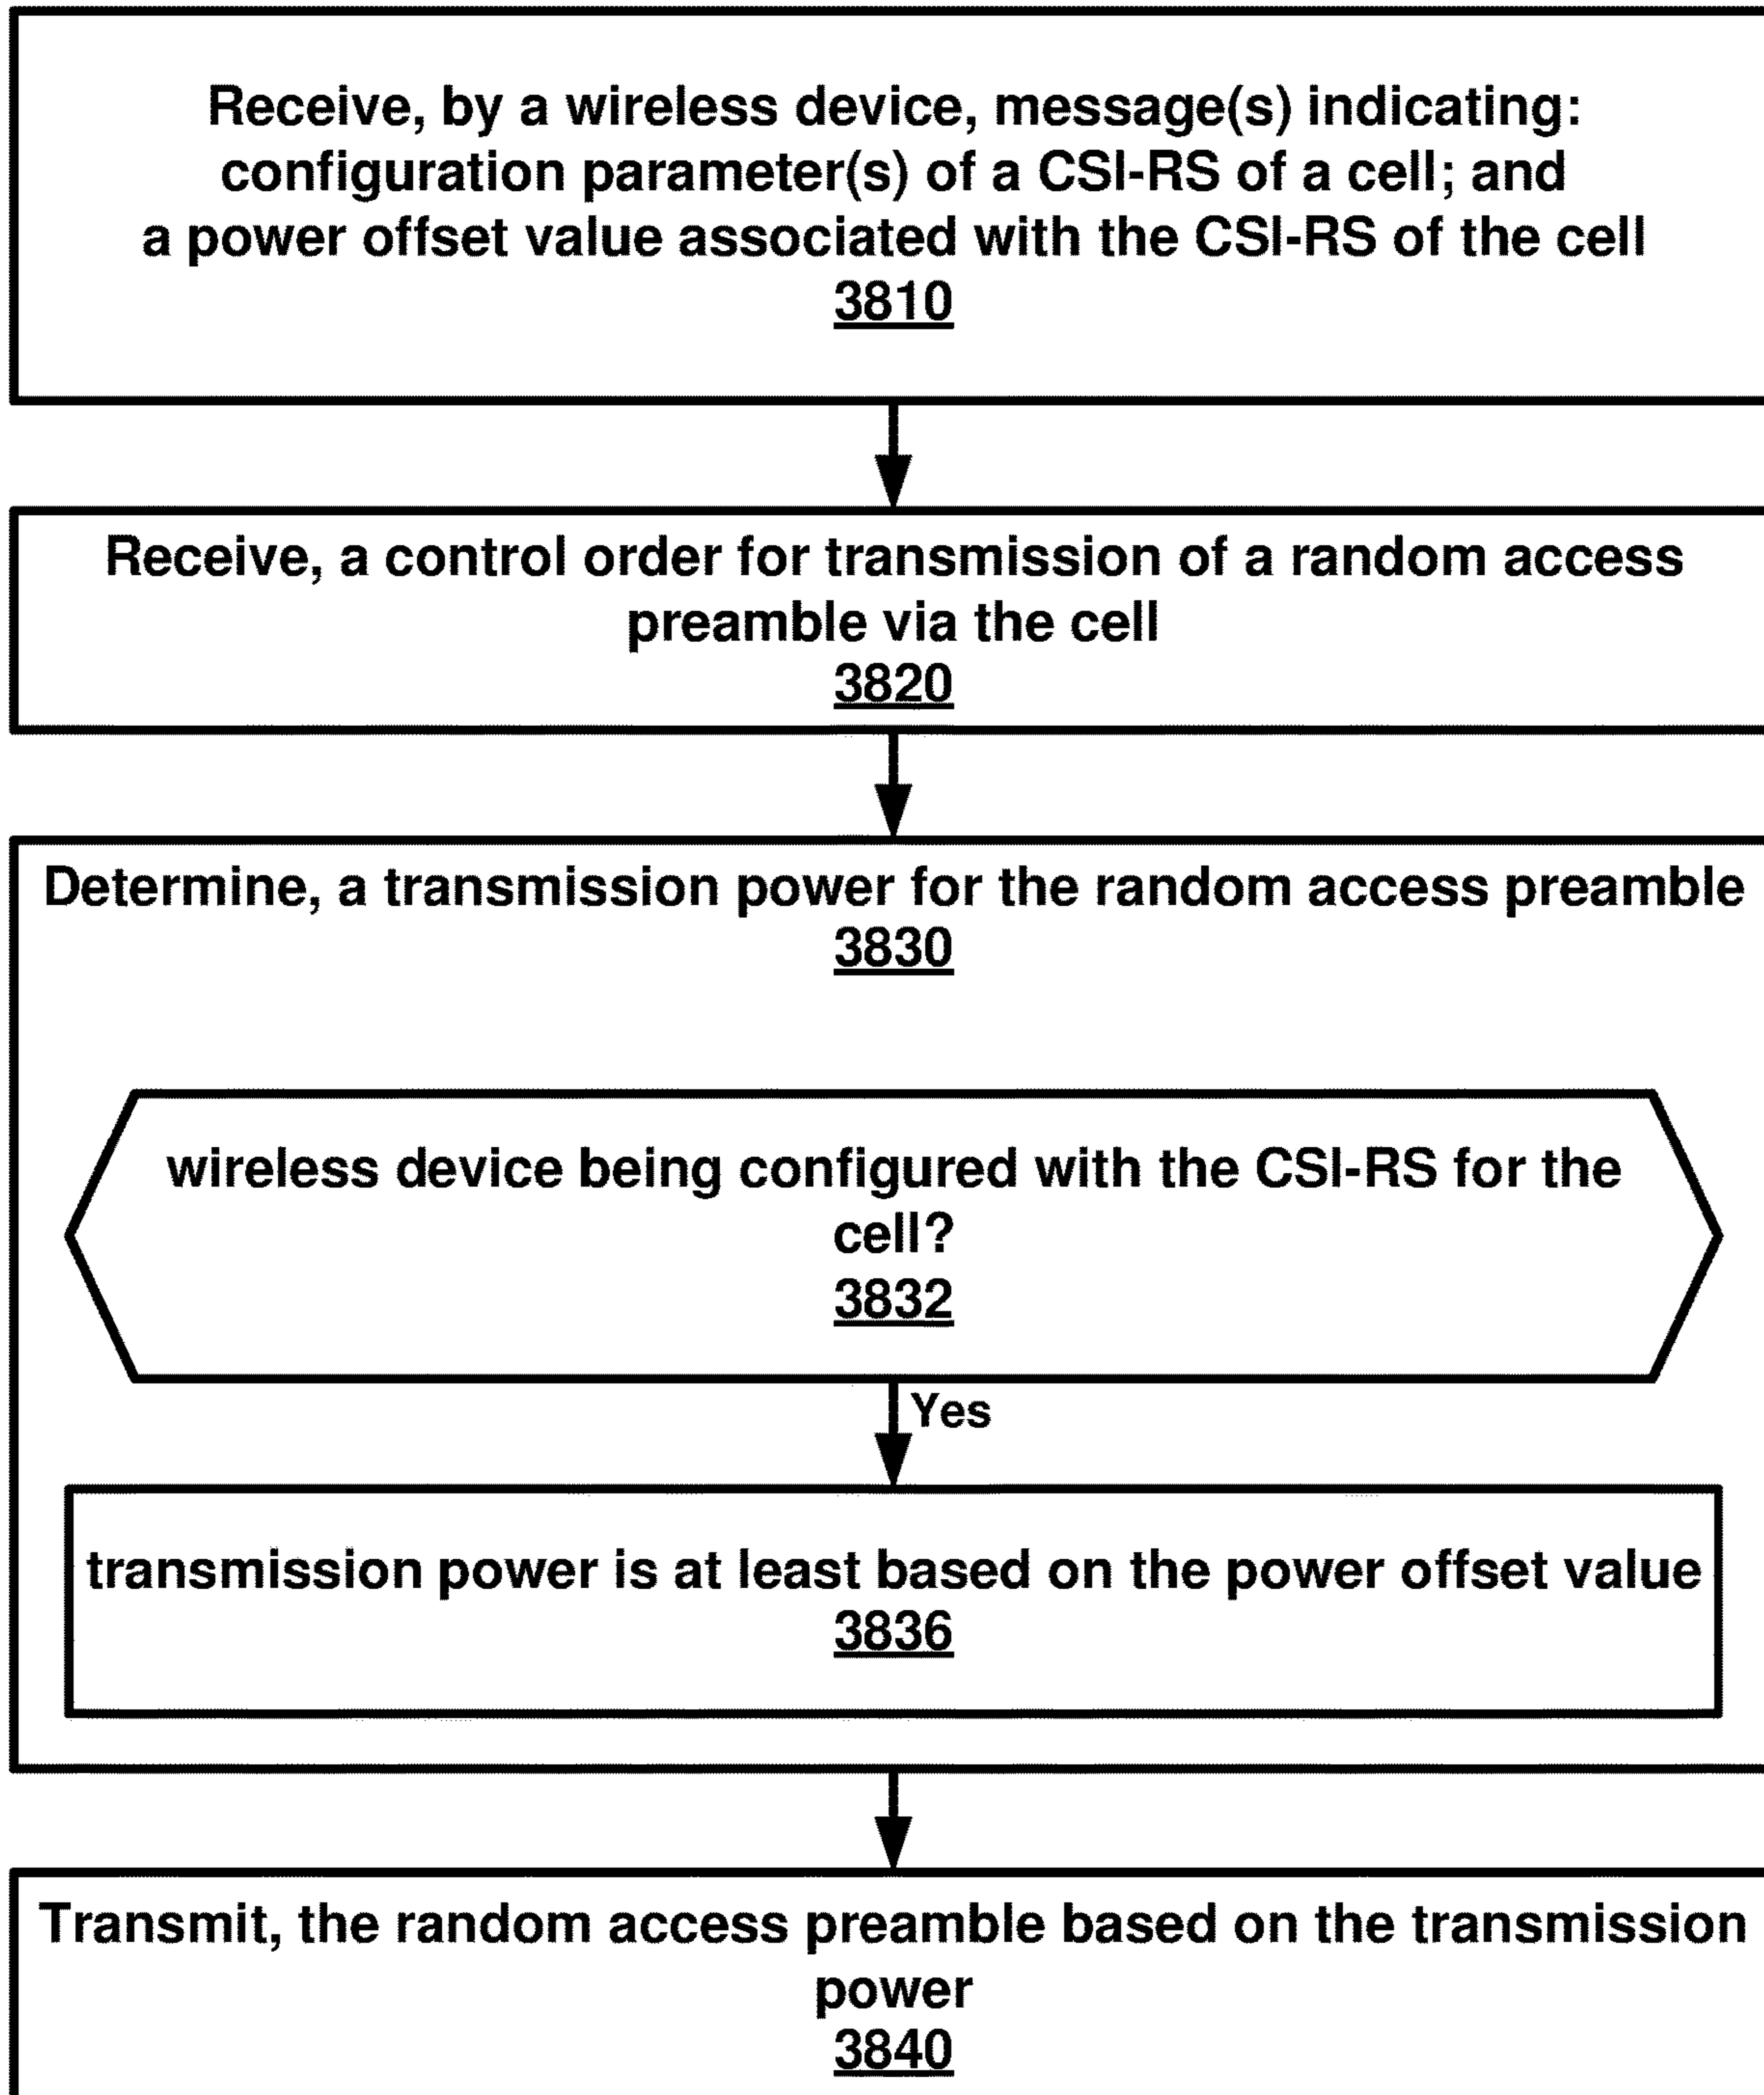 Receive, by a wireless device, message(s) indicating:
configuration parameter(s) of a CSI-RS of a cell; and
a power offset value associated with the CSI-RS of the cell
3810
Receive, a control order for transmission of a random access
preamble via the cell
3820
Determine, a transmission power for the random access preamble
3830
wireless device being configured with the CSI-RS for the
cell?
3832
Yes
transmission power is at least based on the power offset value
3836
Transmit, the random access preamble based on the transmission
power
3840